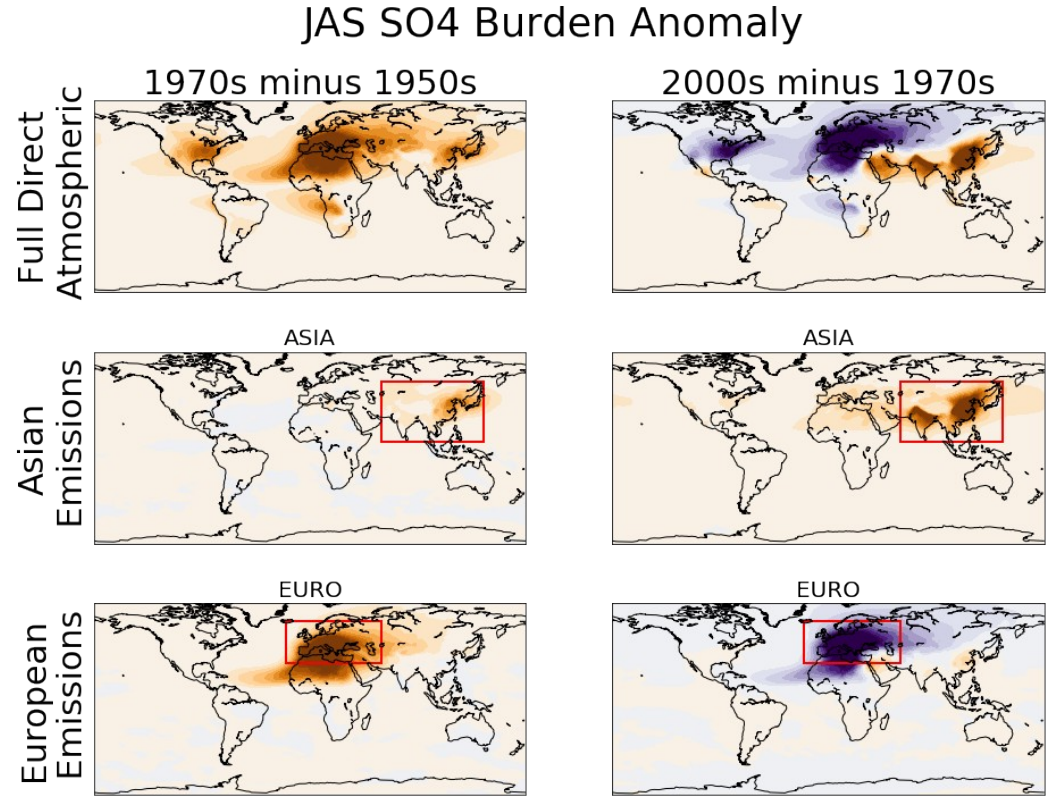 JAS SO4 Burden Anomaly
1970s minus 1950s
2000s minus 1970s
Full Direct
Atmospheric
ASIA
ASIA
Asian
Emissions
EURO
EURO
European
Emissions